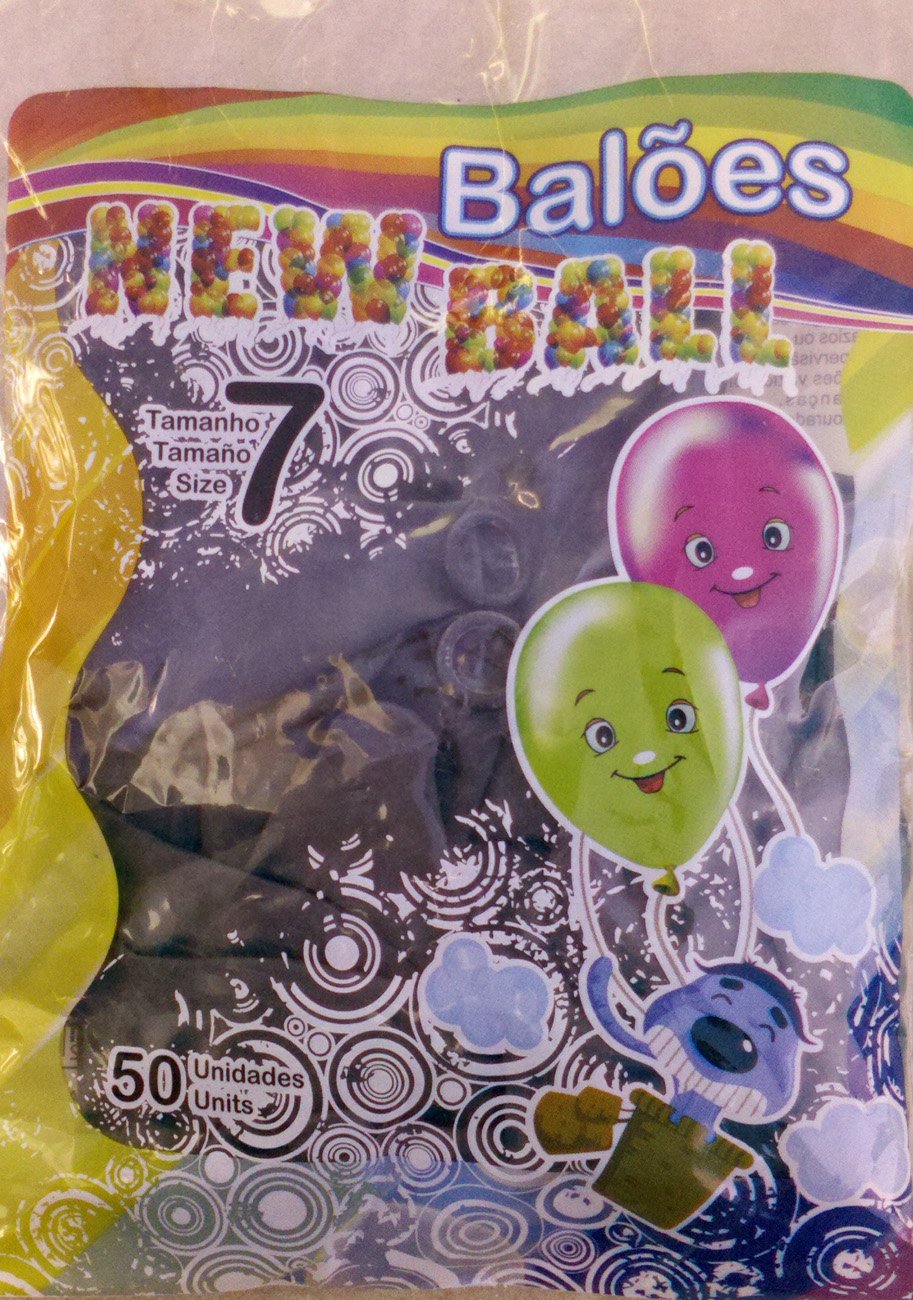 Balões
NEW BALL
Tamanho
Tamaño
Size
7
50
Unidades
Units